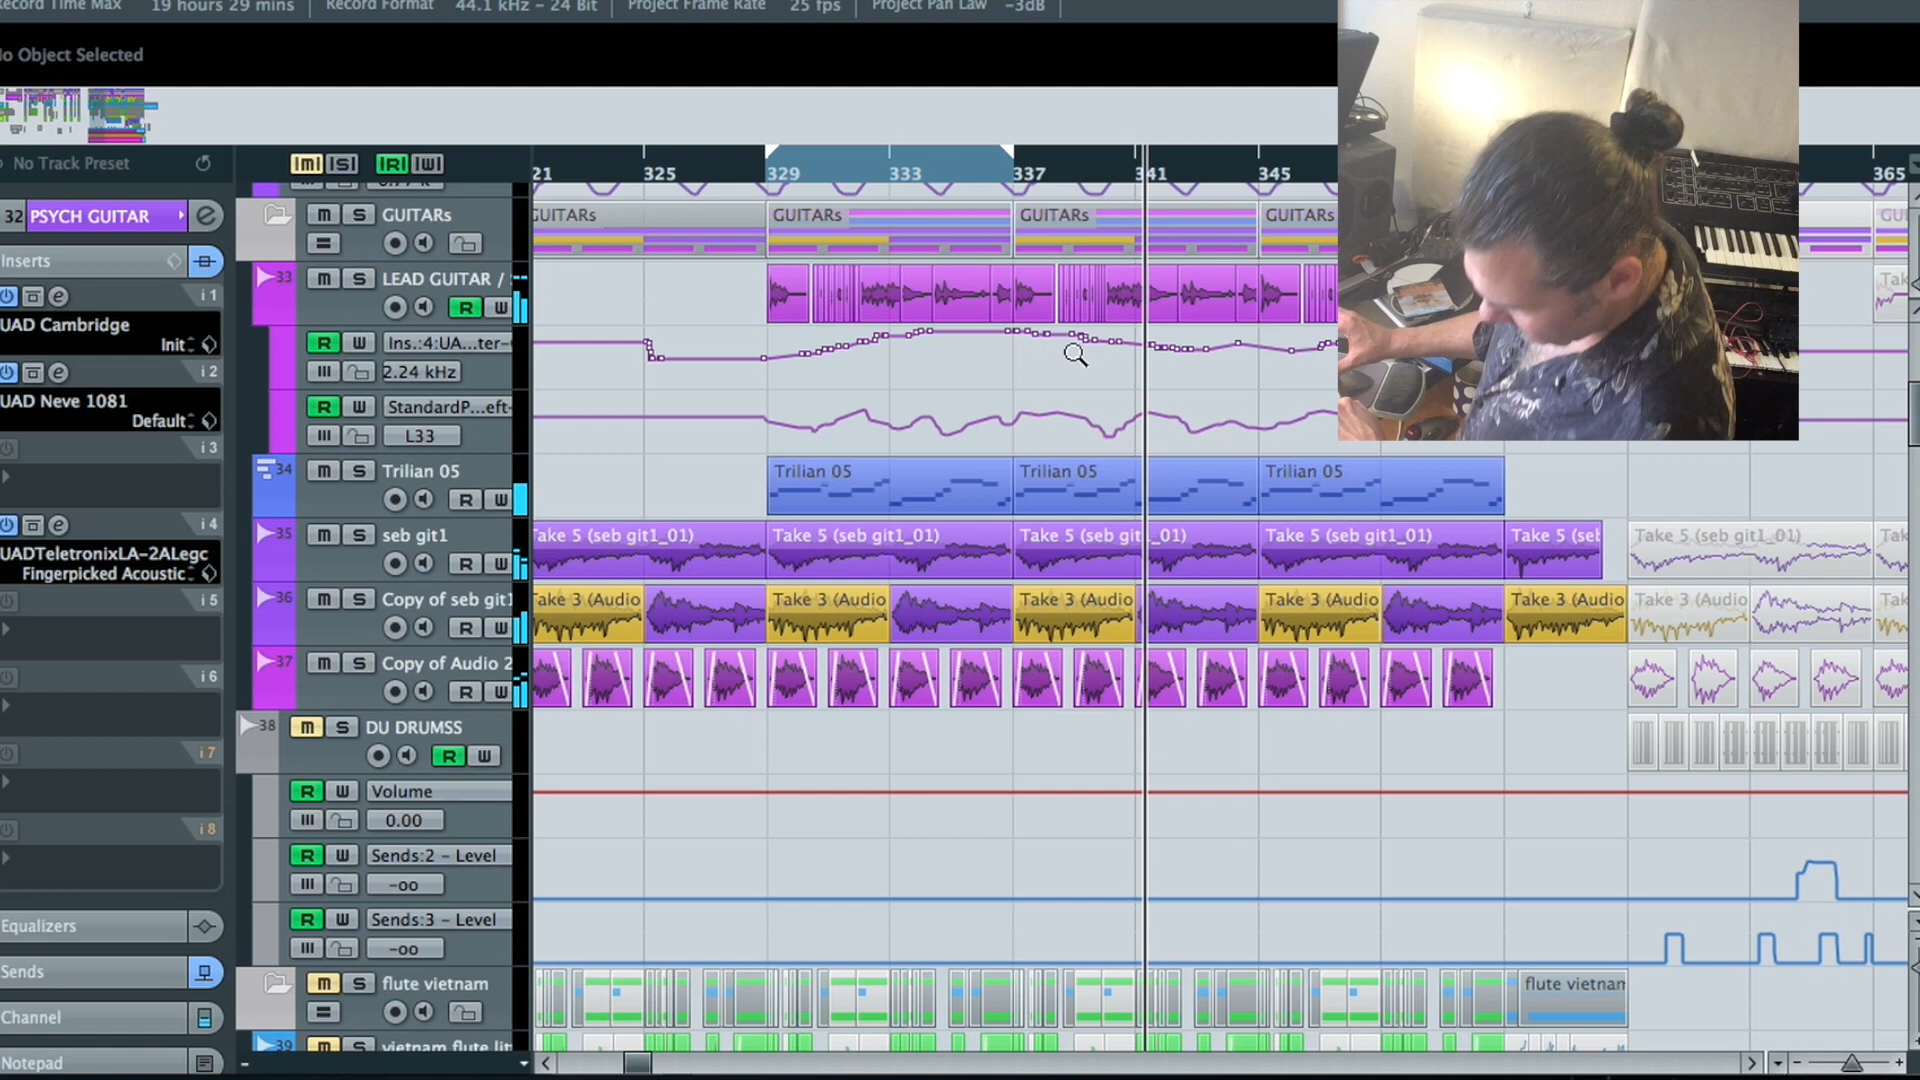 Record Time Max 19 hours 29 mins Record Format 44.1 kHz - 24 Bit Project Frame Rate 25 fps Project Pan Law -3dB
No Object Selected
No Track Preset
M S R W
21 325 329 333 337 341 345 365
32 PSYCH GUITAR
Inserts
i 1
UAD Cambridge
Init
i 2
UAD Neve 1081
Default
i 3
i 4
UADTeletronixLA-2ALegc
Fingerpicked Acoustic
i 5
i 6
i 7
i 8
Equalizers
Sends
Channel
Notepad
M S GUITARs
GUITARs GUITARs GUITARs GUITARs GU
33 M S LEAD GUITAR /
R W
Tak
R W Ins.:4:UA...ter-
2.24 kHz
R W StandardP...eft-
L33
34 M S Trilian 05
R W
Trilian 05 Trilian 05 Trilian 05
35 M S seb git1
R W
Take 5 (seb git1_01) Take 5 (seb git1_01) Take 5 (seb git1_01) Take 5 (seb git1_01) Take 5 (seb Take 5 (seb git1_01) Tak
36 M S Copy of seb git1
R W
Take 3 (Audio Take 3 (Audio Take 3 (Audio Take 3 (Audio Take 3 (Audio Take 3 (Audio Tak
37 M S Copy of Audio 2
R W
38 M S DU DRUMSS
R W
R W Volume
0.00
R W Sends:2 - Level
-oo
R W Sends:3 - Level
-oo
M S flute vietnam
flute vietnam
39 M S vietnam flute litt